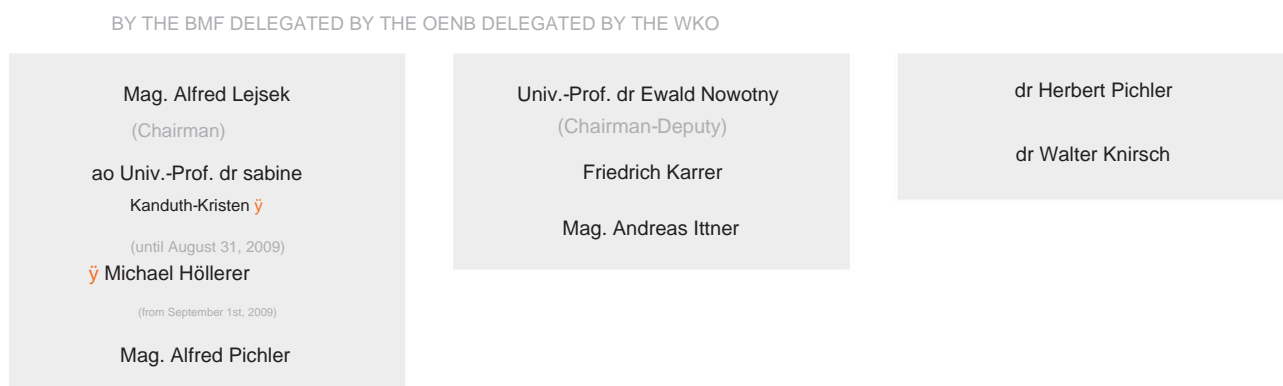 BY THE BMF DELEGATED BY THE OENB DELEGATED BY THE WKO
Mag. Alfred Lejsek
(Chairman)
ao Univ.-Prof. dr sabine
Kanduth-Kristen ÿ
(until August 31, 2009)
ÿ Michael Höllerer
(from September 1st, 2009)
Mag. Alfred Pichler
Univ.-Prof. dr Ewald Nowotny
(Chairman-Deputy)
Friedrich Karrer
Mag. Andreas Ittner
dr Herbert Pichler
dr Walter Knirsch